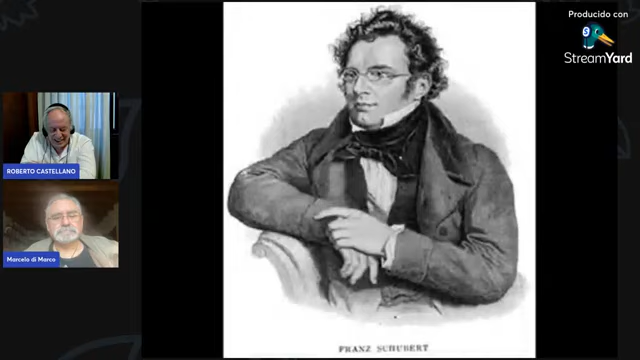 Producido con
StreamYard
ROBERTO CASTELLANO
Marcelo di Marco
FRANZ SCHUBERT